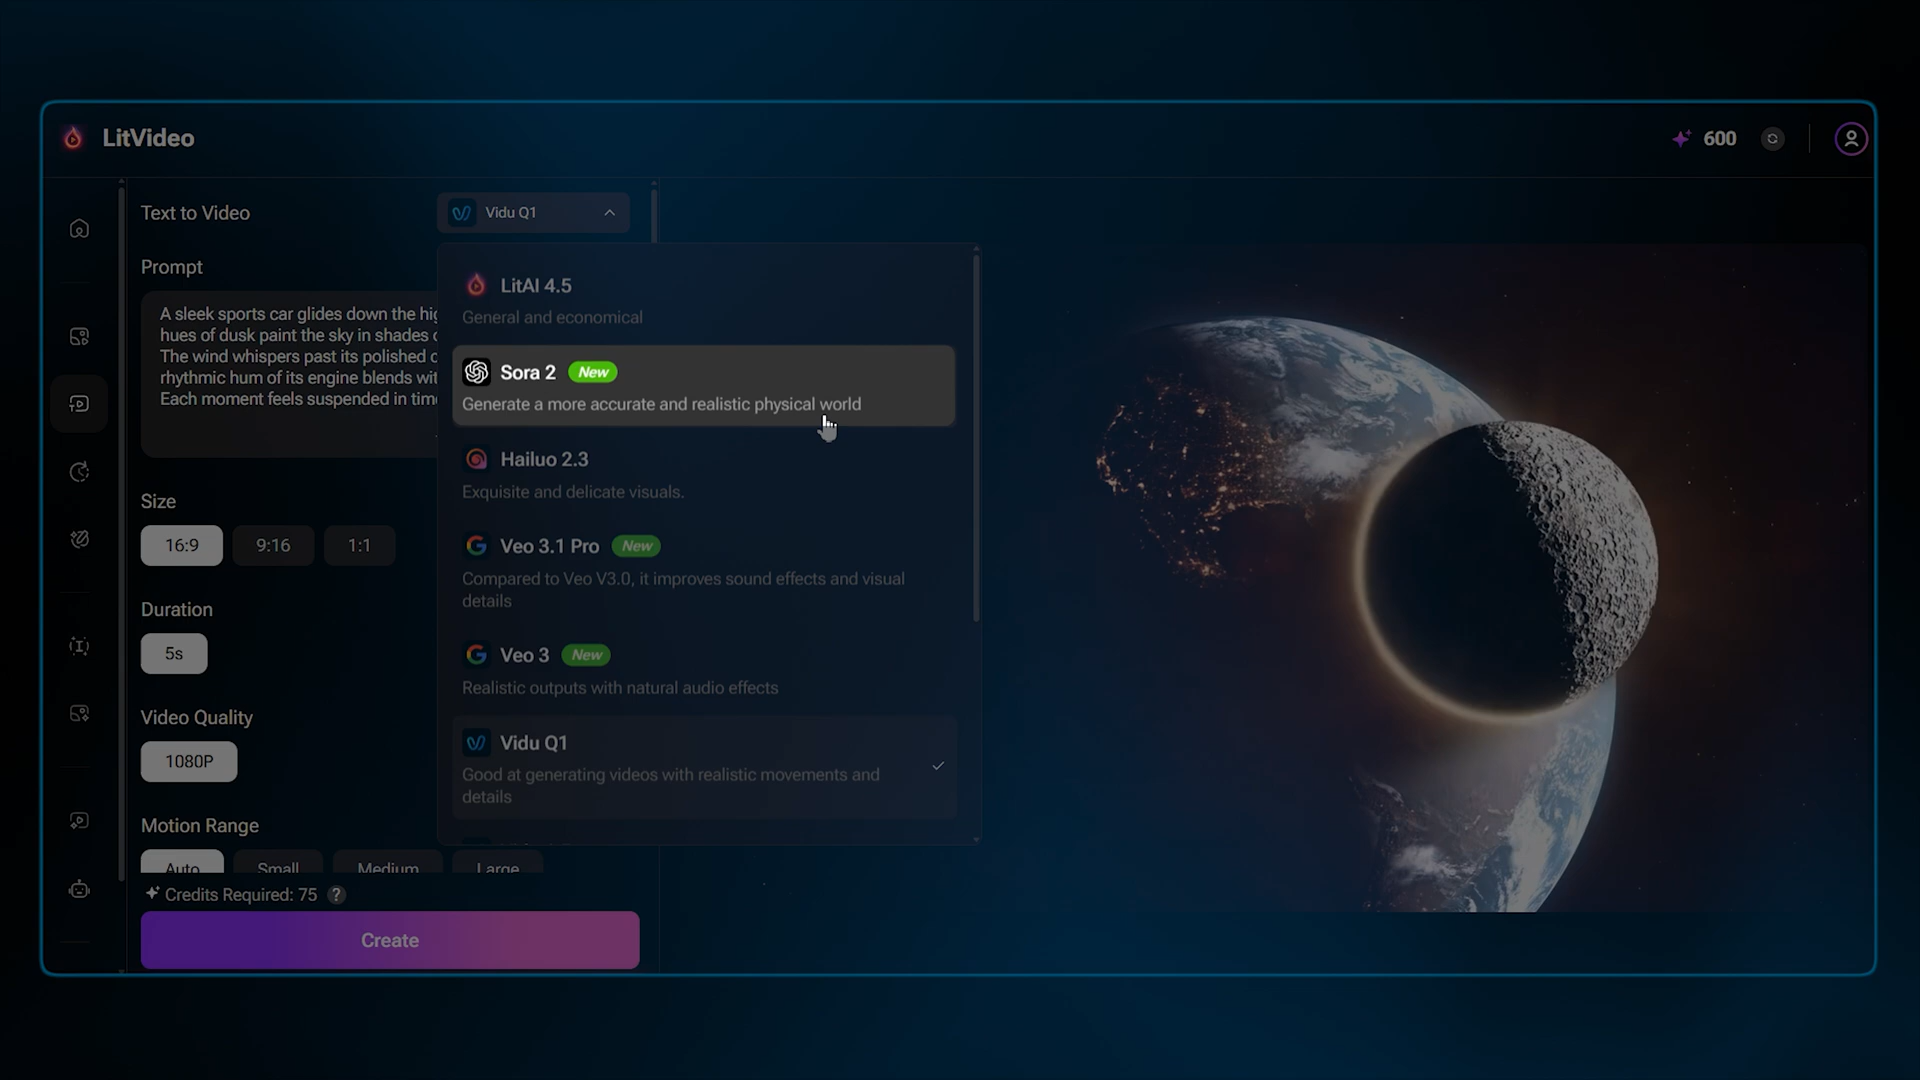 LitVideo
600
Text to Video
Vidu Q1
Prompt
A sleek sports car glides down the
hues of dusk paint the sky in shades
The wind whispers past its polished
rhythmic hum of its engine blends
Each moment feels suspended in
LitAI 4.5
General and economical
Sora 2 New
Generate a more accurate and realistic physical world
Hailuo 2.3
Exquisite and delicate visuals.
Veo 3.1 Pro New
Compared to Veo V3.0, it improves sound effects and visual
details
Veo 3 New
Realistic outputs with natural audio effects
Vidu Q1
Good at generating videos with realistic movements and
details
Size
16:9 9:16 1:1
Duration
5s
Video Quality
1080P
Motion Range
Auto Small Medium Large
Credits Required: 75 ?
Create